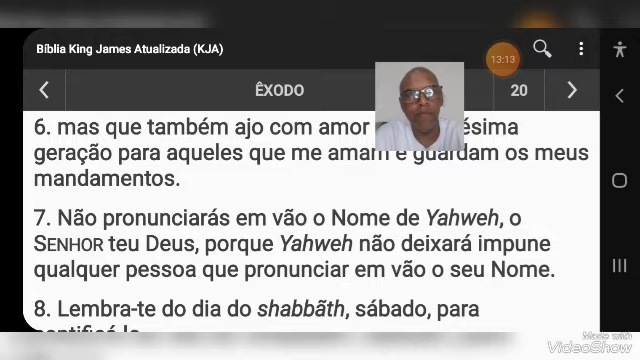 Bíblia King James Atualizada (KJA)
13:13
ÊXODO
20
6. mas que também ajo com amor ésima
geração para aqueles que me amam e guardam os meus
mandamentos.
7. Não pronunciarás em vão o Nome de Yahweh, o
SENHOR teu Deus, porque Yahweh não deixará impune
qualquer pessoa que pronunciar em vão o seu Nome.
8. Lembra-te do dia do shabbãth, sábado, para
Made with
VideoShow